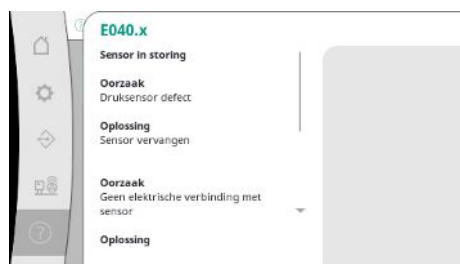 E040.x
Sensor in storing
Oorzaak
Druksensor defect
Oplossing
Sensor vervangen
Oorzaak
Geen elektrische verbinding met
sensor
Oplossing